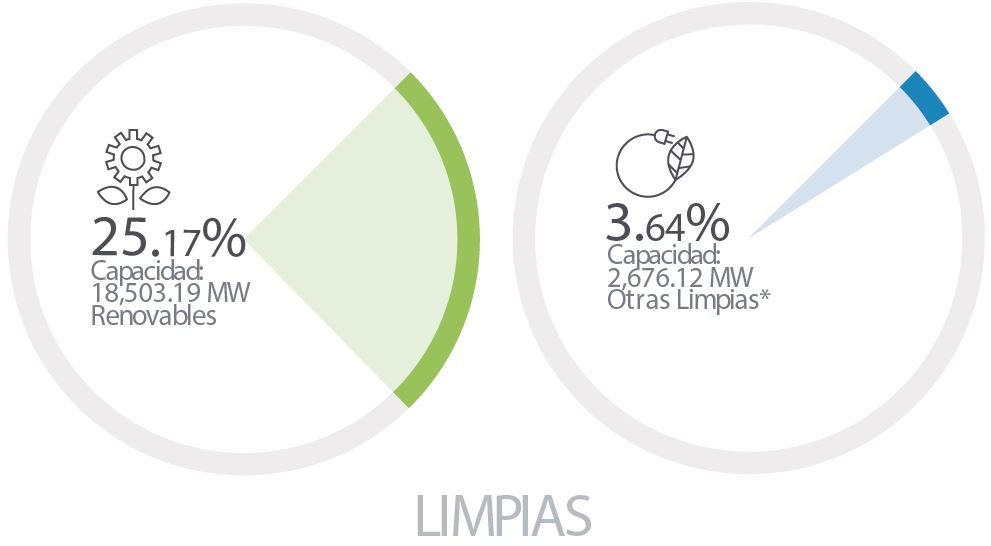 25.17%
Capacidad:
18,503.19 MW
Renovables
3.64%
Capacidad:
2,676.12 MW
Otras Limpias*
LIMPIAS